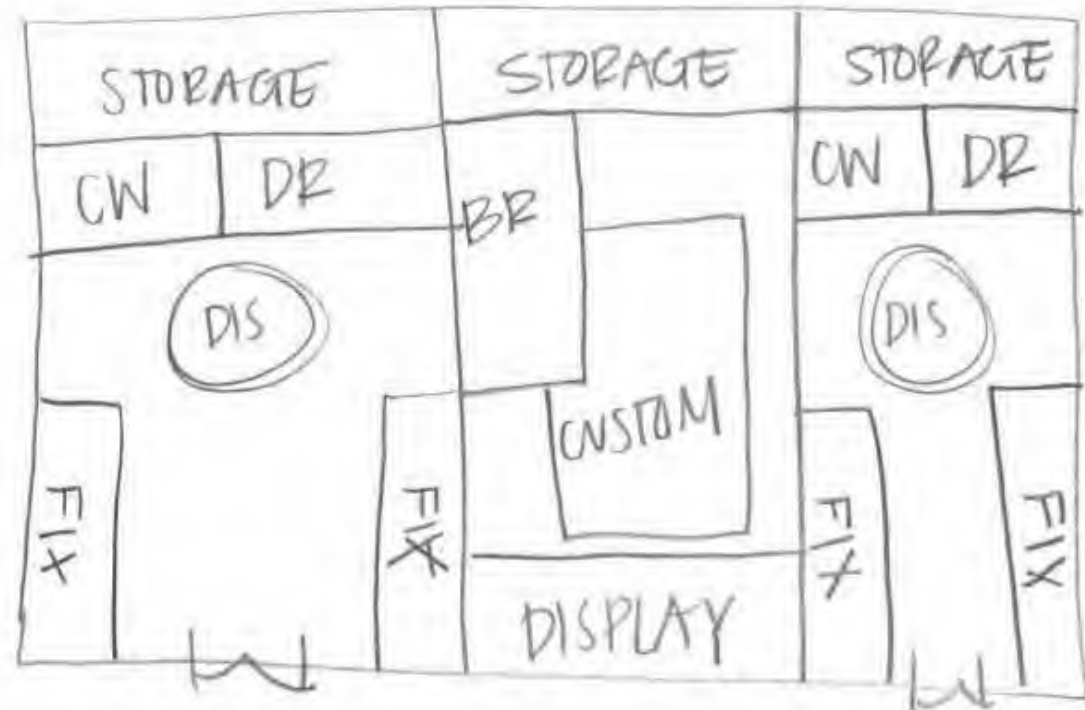 STORAGE
STORAGE
STORAGE
CW
DR
BR
CW
DR
DIS
DIS
CUSTOM
FIX
FIX
FIX
FIX
DISPLAY